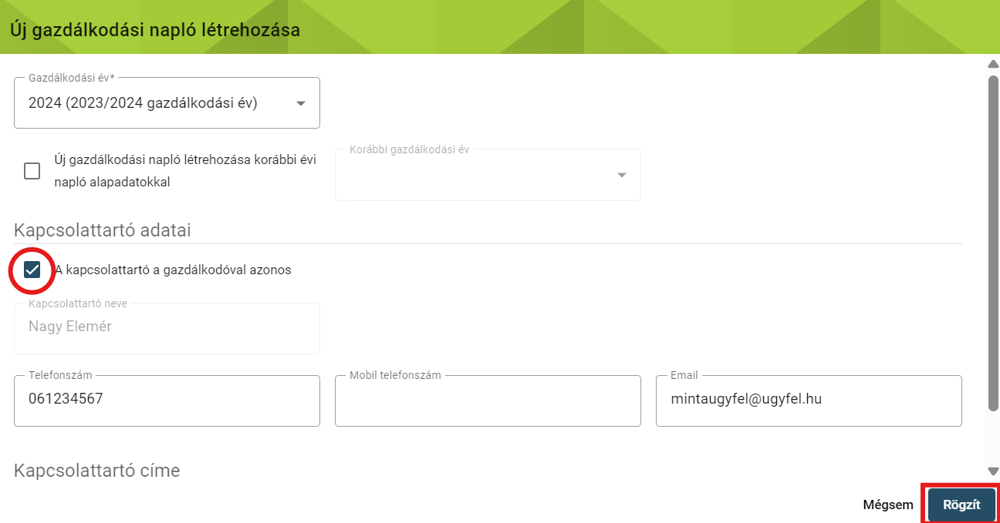 Új gazdálkodási napló létrehozása
Gazdálkodási év*
2024 (2023/2024 gazdálkodási év)
Új gazdálkodási napló létrehozása korábbi évi
napló alapadatokkal
Korábbi gazdálkodási év
Kapcsolattartó adatai
A kapcsolattartó a gazdálkodóval azonos
Kapcsolattartó neve
Nagy Elemér
Telefonszám
061234567
Mobil telefonszám
Email
mintaugyfel@ugyfel.hu
Kapcsolattartó címe
Mégsem
Rögzít